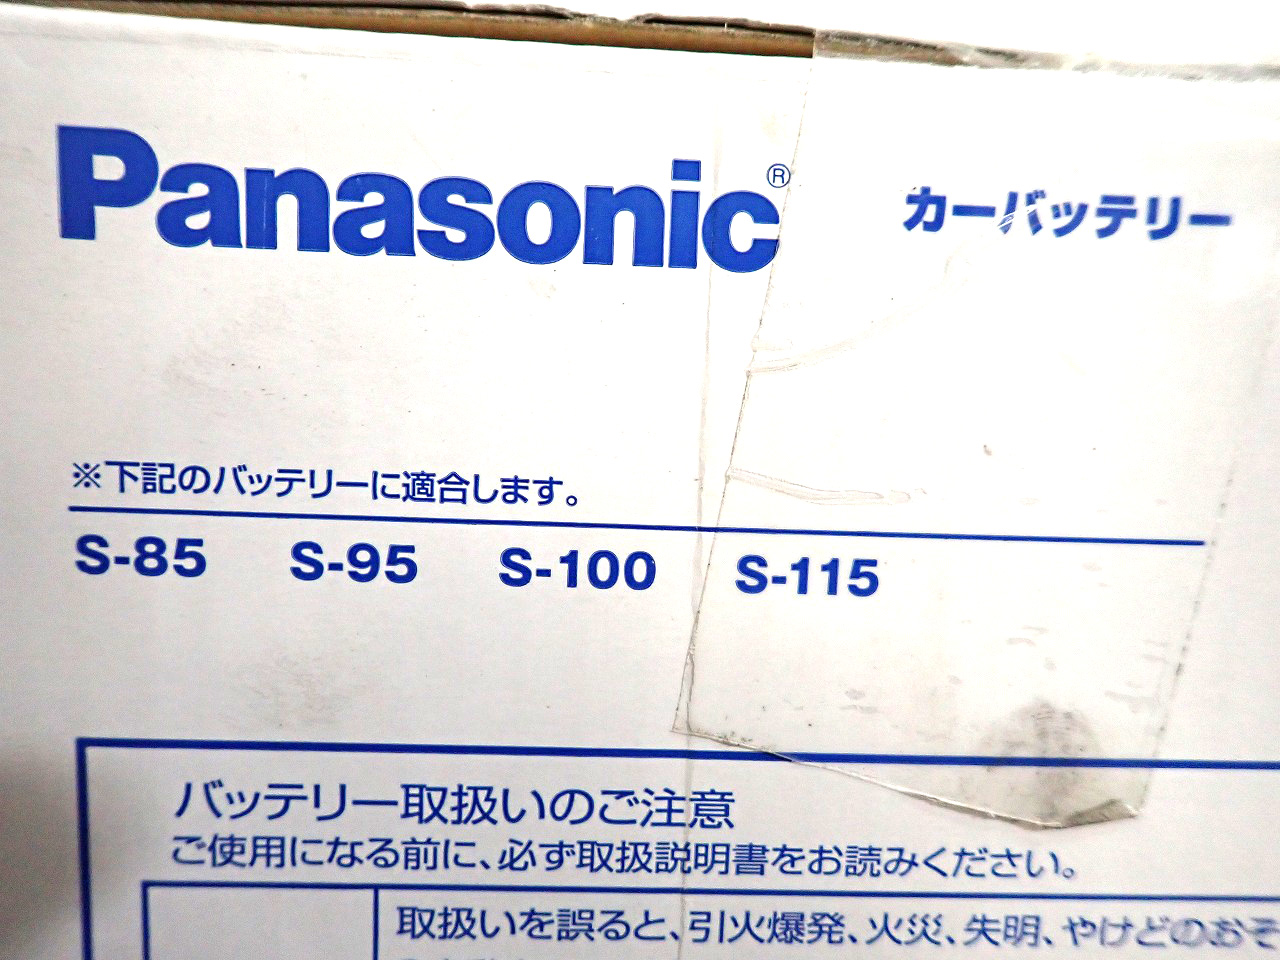 Panasonic® カーバッテリー
※下記のバッテリーに適合します。
S-85 S-95 S-100 S-115
バッテリー取扱いのご注意
ご使用になる前に、必ず取扱説明書をお読みください。
取扱いを誤ると、引火爆発、火災、失明、やけどのおそ